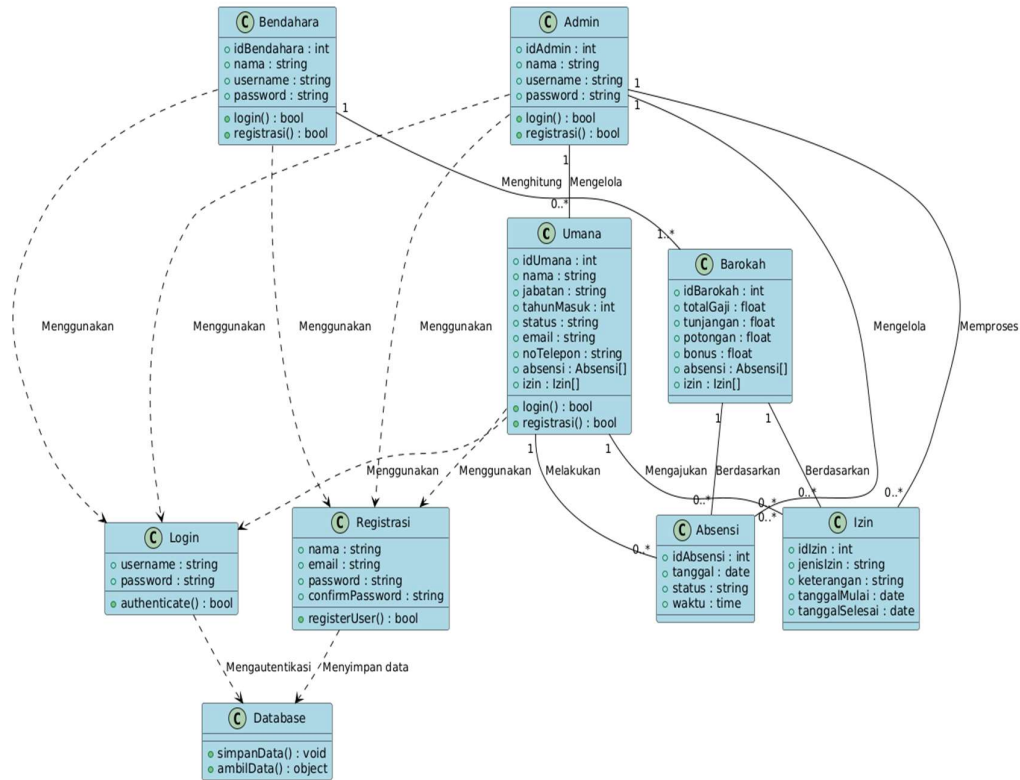 C Bendahara
idBendahara : int
nama : string
username : string
password : string
login() : bool
registrasi() : bool
C Admin
idAdmin : int
nama : string
username : string
password : string
login() : bool
registrasi() : bool
1
1
1
1
Menghitung
Mengelola
0..*
1..*
C Umana
idUmana : int
nama : string
jabatan : string
tahunMasuk : int
status : string
email : string
noTelepon : string
absensi : Absensi[]
izin : Izin[]
login() : bool
registrasi() : bool
C Barokah
idBarokah : int
totalGaji : float
tunjangan : float
potongan : float
bonus : float
absensi : Absensi[]
izin : Izin[]
Menggunakan
Menggunakan
Menggunakan
Menggunakan
Mengelola
Memproses
1
1
1
1
Menggunakan
Menggunakan
Melakukan
Mengajukan
Berdasarkan
Berdasarkan
0..*
0..*
0..*
0..*
0..*
0..*
C Login
username : string
password : string
authenticate() : bool
C Registrasi
nama : string
email : string
password : string
confirmPassword : string
registerUser() : bool
C Absensi
idAbsensi : int
tanggal : date
status : string
waktu : time
C Izin
idIzin : int
jenisIzin : string
keterangan : string
tanggalMulai : date
tanggalSelesai : date
Mengautentikasi
Menyimpan data
C Database
simpanData() : void
ambilData() : object